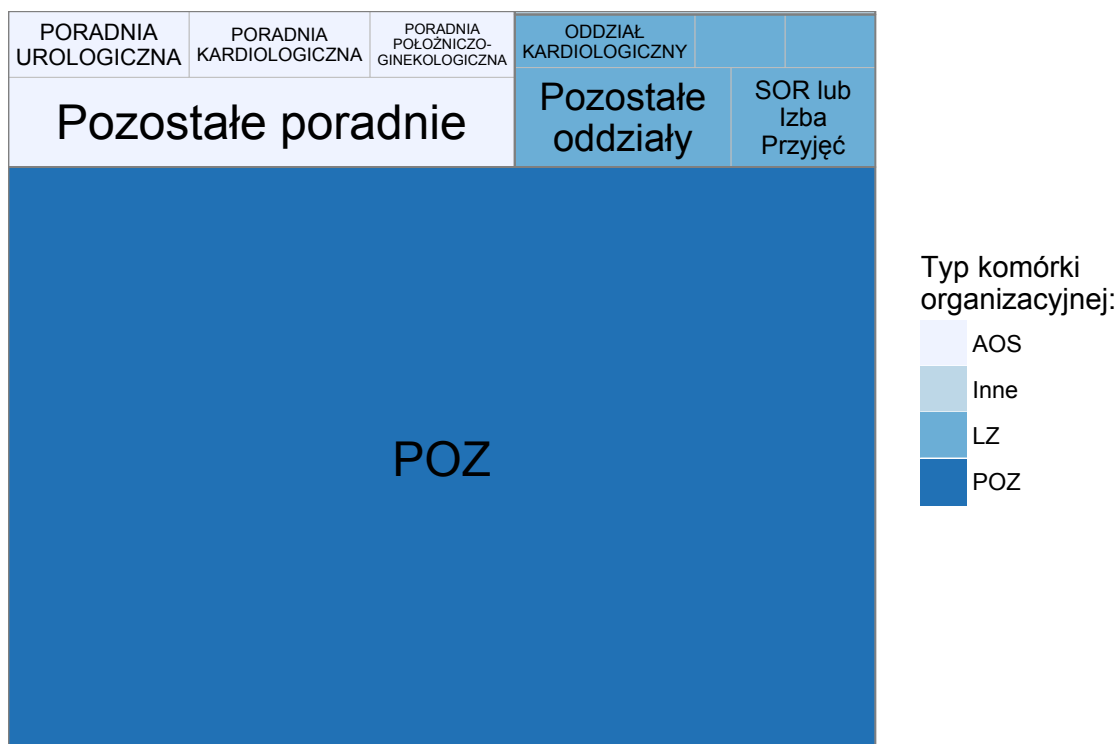 PORADNIA
UROLOGICZNA
PORADNIA
KARDIOLOGICZNA
PORADNIA
POŁOŻNICZO-
GINEKOLOGICZNA
ODDZIAŁ
KARDIOLOGICZNY
Pozostałe poradnie
Pozostałe
oddziały
SOR lub
Izba
Przyjęć
POZ
Typ komórki
organizacyjnej:
AOS
Inne
LZ
POZ